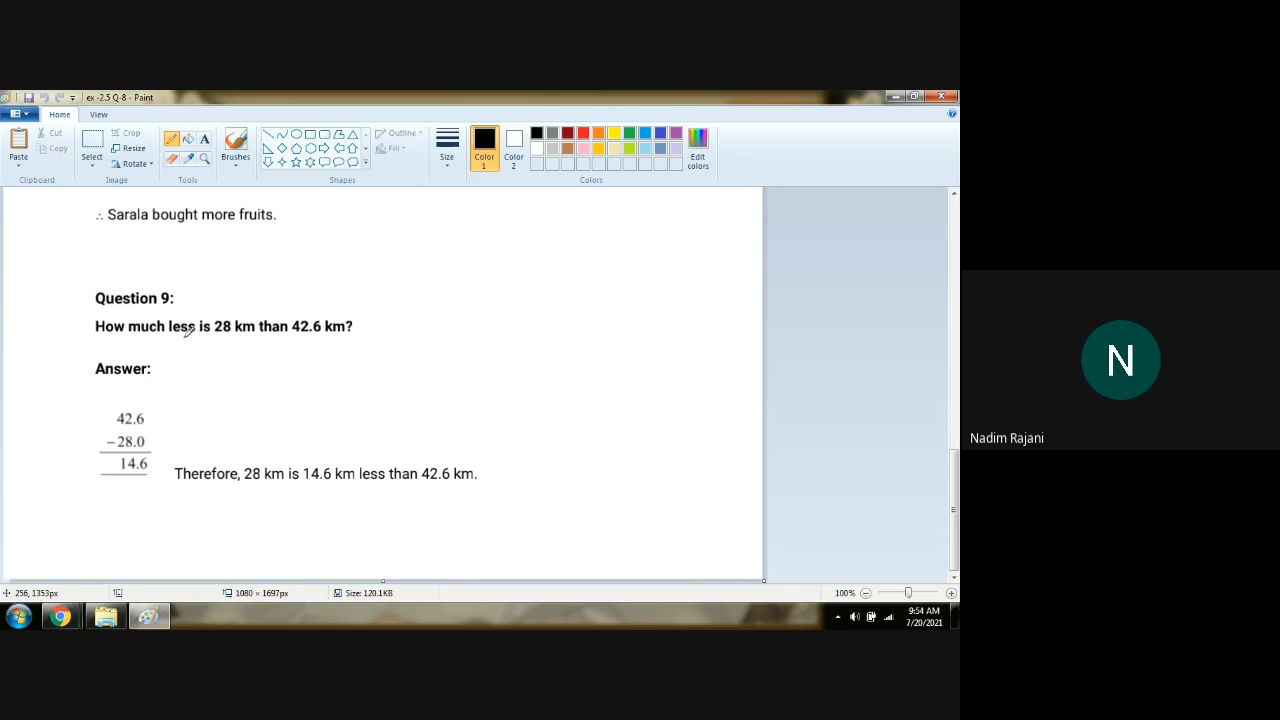 ex -2.5 Q-8 - Paint
Home
View
Paste
Cut
Copy
Clipboard
Select
Crop
Resize
Rotate
Image
A
Tools
Brushes
Shapes
Outline
Fill
Size
Color 1
Color 2
Colors
Edit colors
∴ Sarala bought more fruits.
Question 9:
How much less is 28 km than 42.6 km?
Answer:
42.6
−28.0
14.6
Therefore, 28 km is 14.6 km less than 42.6 km.
256, 1353px
1080 × 1697px
Size: 120.1KB
100%
9:54 AM
7/20/2021
N
Nadim Rajani